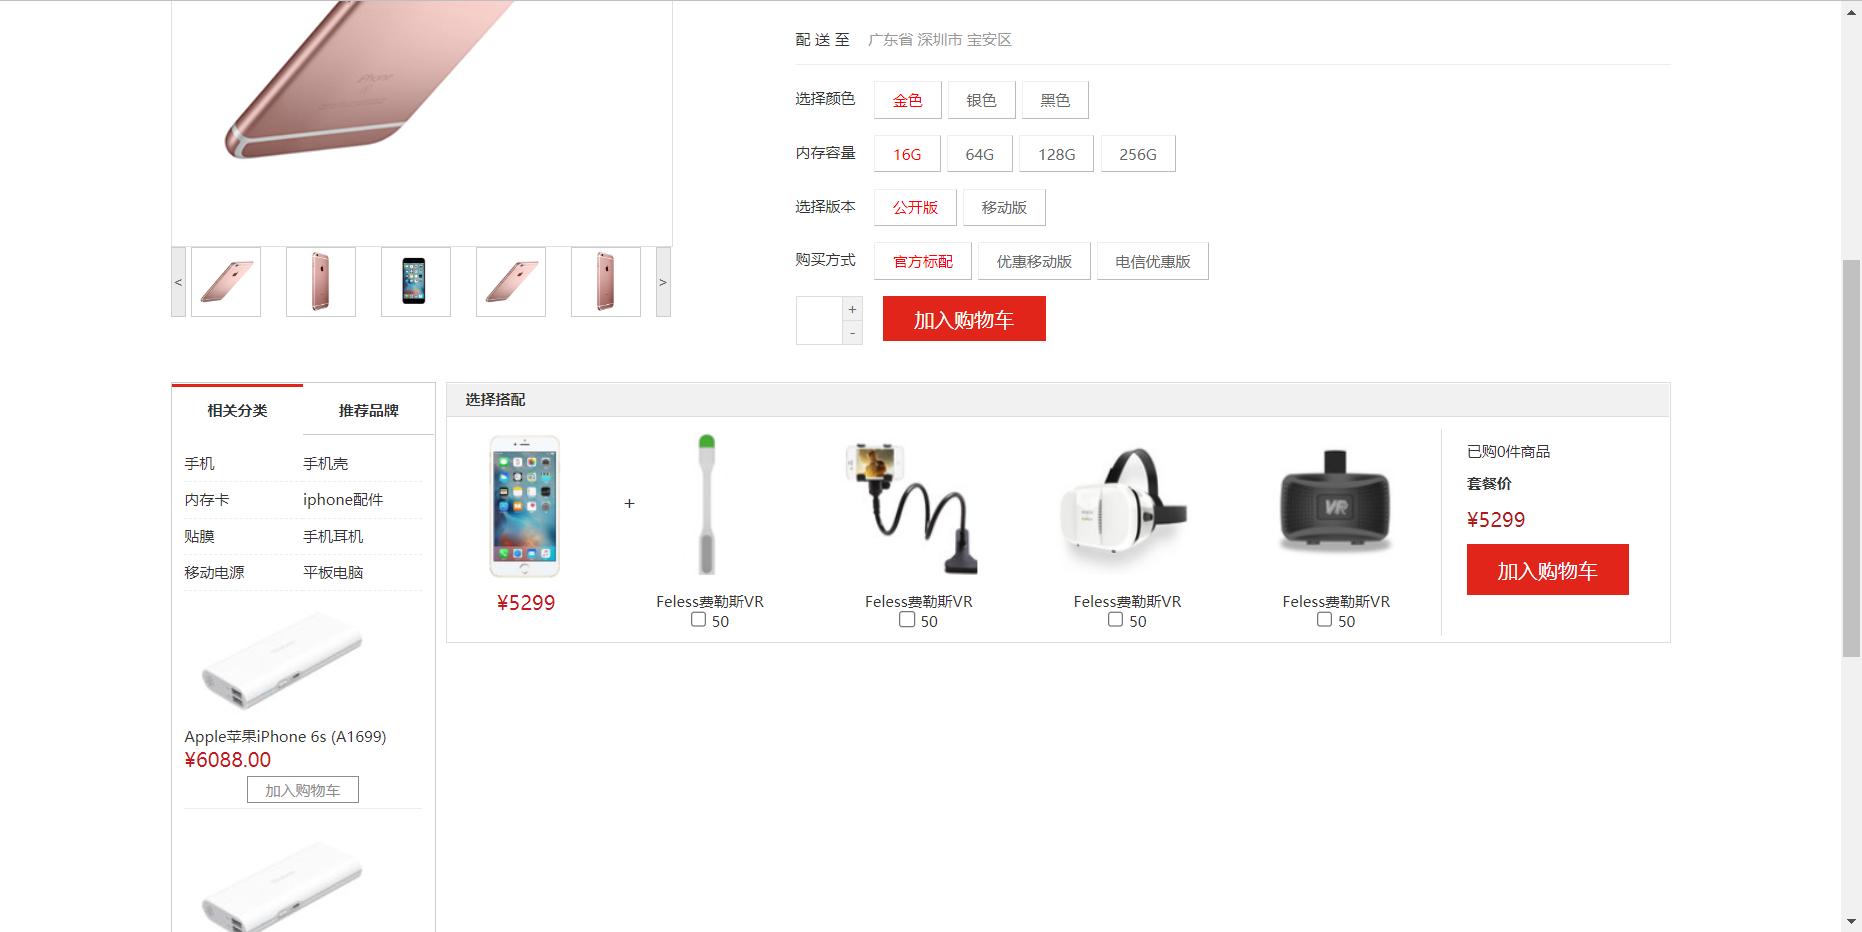 配 送 至 广东省 深圳市 宝安区
选择颜色 金色 银色 黑色
内存容量 16G 64G 128G 256G
选择版本 公开版 移动版
购买方式 官方标配 优惠移动版 电信优惠版
< >
+
-
加入购物车
相关分类 推荐品牌
手机 手机壳
内存卡 iphone配件
贴膜 手机耳机
移动电源 平板电脑
Apple苹果iPhone 6s (A1699)
¥6088.00
加入购物车
选择搭配
+
VR
¥5299
Feless费勒斯VR
50
Feless费勒斯VR
50
Feless费勒斯VR
50
Feless费勒斯VR
50
已购0件商品
套餐价
¥5299
加入购物车